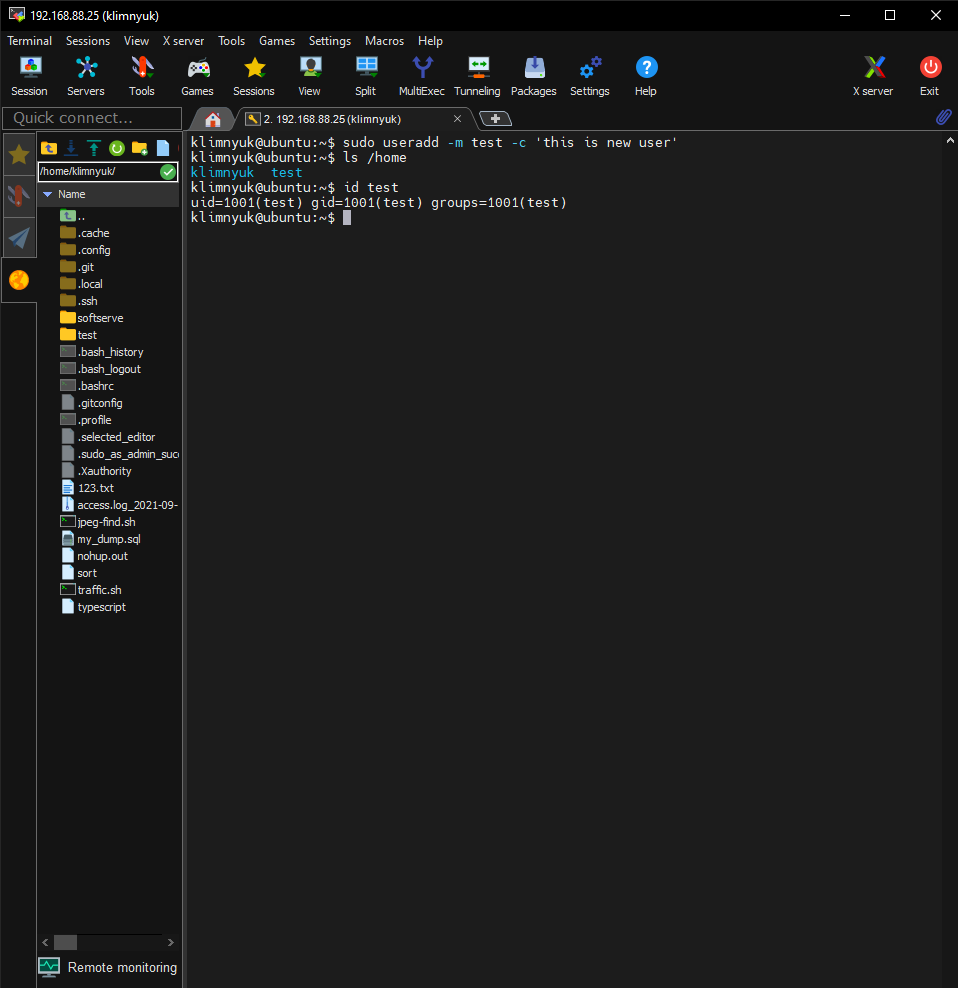 192.168.88.25 (klimnyuk)
Terminal Sessions View X server Tools Games Settings Macros Help
Session Servers Tools Games Sessions View Split MultiExec Tunneling Packages Settings Help X server Exit
Quick connect...
2. 192.168.88.25 (klimnyuk)
/home/klimnyuk/
Name
..
.cache
.config
.git
.local
.ssh
softserve
test
.bash_history
.bash_logout
.bashrc
.gitconfig
.profile
.selected_editor
.sudo_as_admin_succ
.Xauthority
123.txt
access.log_2021-09-
jpeg-find.sh
my_dump.sql
nohup.out
sort
traffic.sh
typescript
Remote monitoring
klimnyuk@ubuntu:~$ sudo useradd -m test -c 'this is new user'
klimnyuk@ubuntu:~$ ls /home
klimnyuk test
klimnyuk@ubuntu:~$ id test
uid=1001(test) gid=1001(test) groups=1001(test)
klimnyuk@ubuntu:~$